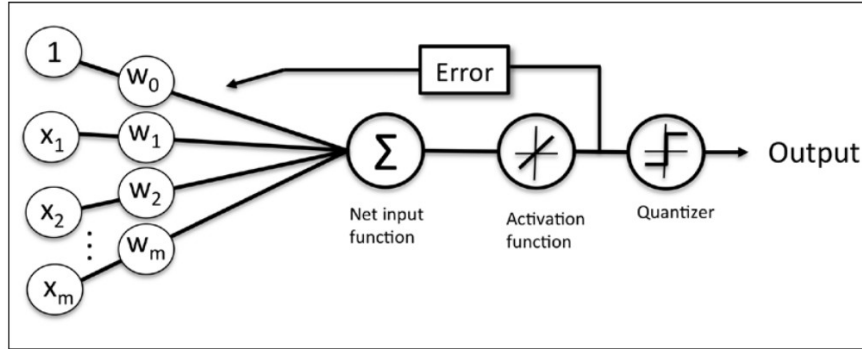 1
w₀
Error
x₁
w₁
Σ
Output
x₂
w₂
Net input
function
Activation
function
Quantizer
⋮
wₘ
xₘ